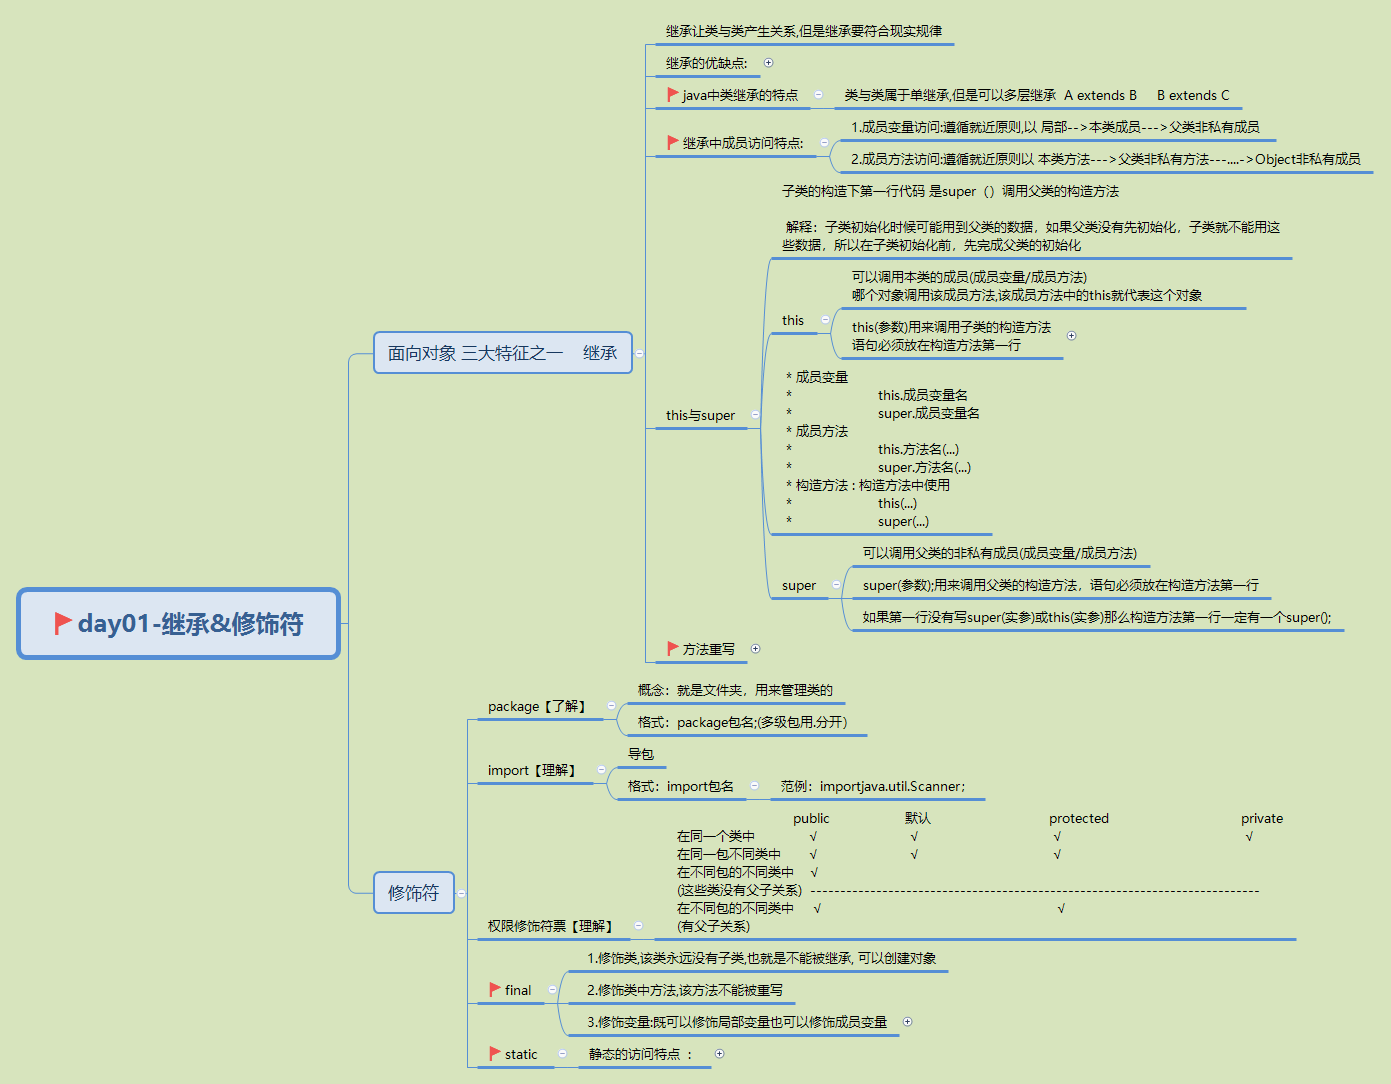 day01-继承&修饰符
面向对象 三大特征之一 继承
继承让类与类产生关系,但是继承要符合现实规律
继承的优缺点:
java中类继承的特点
类与类属于单继承,但是可以多层继承 A extends B B extends C
继承中成员访问特点:
1.成员变量访问:遵循就近原则,以 局部-->本类成员--->父类非私有成员
2.成员方法访问:遵循就近原则以 本类方法--->父类非私有方法---....->Object非私有成员
this与super
子类的构造下第一行代码 是super（）调用父类的构造方法
解释：子类初始化时候可能用到父类的数据，如果父类没有先初始化，子类就不能用这
些数据，所以在子类初始化前，先完成父类的初始化
this
可以调用本类的成员(成员变量/成员方法)
哪个对象调用该成员方法,该成员方法中的this就代表这个对象
this(参数)用来调用子类的构造方法
语句必须放在构造方法第一行
* 成员变量
* this.成员变量名
* super.成员变量名
* 成员方法
* this.方法名(...)
* super.方法名(...)
* 构造方法 : 构造方法中使用
* this(...)
* super(...)
super
可以调用父类的非私有成员(成员变量/成员方法)
super(参数);用来调用父类的构造方法，语句必须放在构造方法第一行
如果第一行没有写super(实参)或this(实参)那么构造方法第一行一定有一个super();
方法重写
修饰符
package【了解】
概念：就是文件夹，用来管理类的
格式：package包名;(多级包用.分开）
import【理解】
导包
格式：import包名
范例：importjava.util.Scanner；
权限修饰符票【理解】
public 默认 protected private
在同一个类中 √ √ √ √
在同一包不同类中 √ √ √
在不同包的不同类中 √
(这些类没有父子关系) ---------------------------------------------------------
在不同包的不同类中 √ √
(有父子关系)
final
1.修饰类,该类永远没有子类,也就是不能被继承, 可以创建对象
2.修饰类中方法,该方法不能被重写
3.修饰变量:既可以修饰局部变量也可以修饰成员变量
static
静态的访问特点 ：